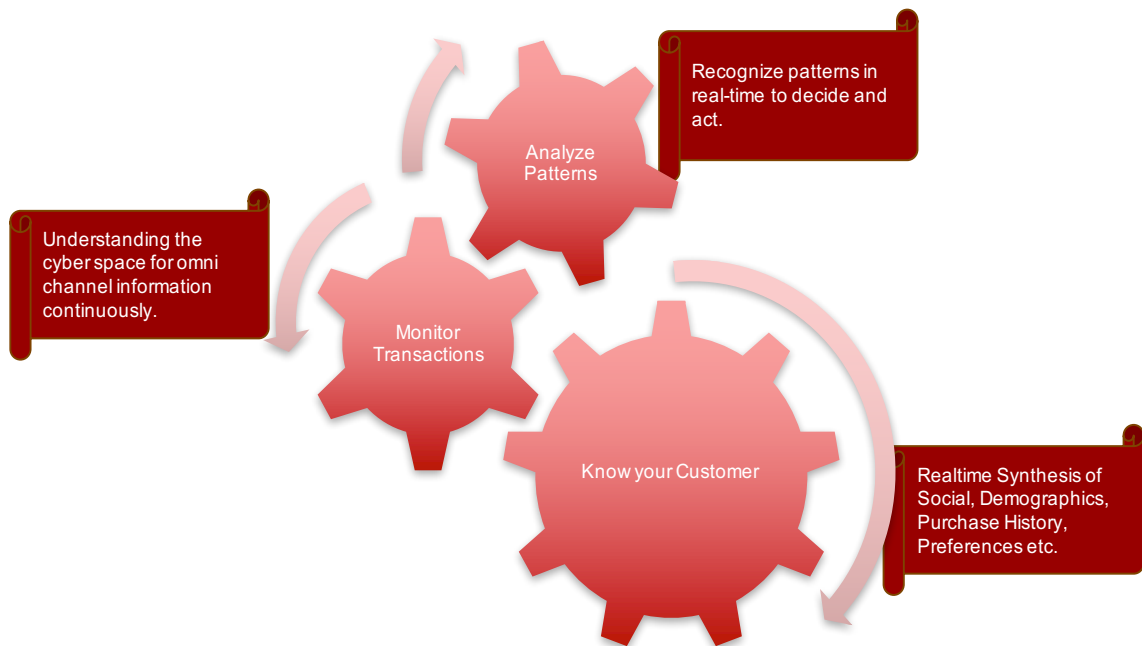 Recognize patterns in
real-time to decide and
act.
Analyze
Patterns
Understanding the
cyber space for omni
channel information
continuously.
Monitor
Transactions
Know your Customer
Realtime Synthesis of
Social, Demographics,
Purchase History,
Preferences etc.